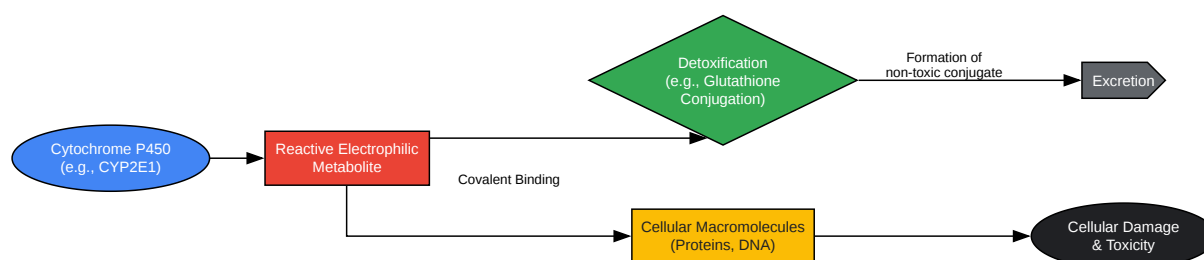 Formation of
non-toxic conjugate
Detoxification
(e.g., Glutathione
Conjugation)
Excretion
Cytochrome P450
(e.g., CYP2E1)
Reactive Electrophilic
Metabolite
Covalent Binding
Cellular Macromolecules
(Proteins, DNA)
Cellular Damage
& Toxicity